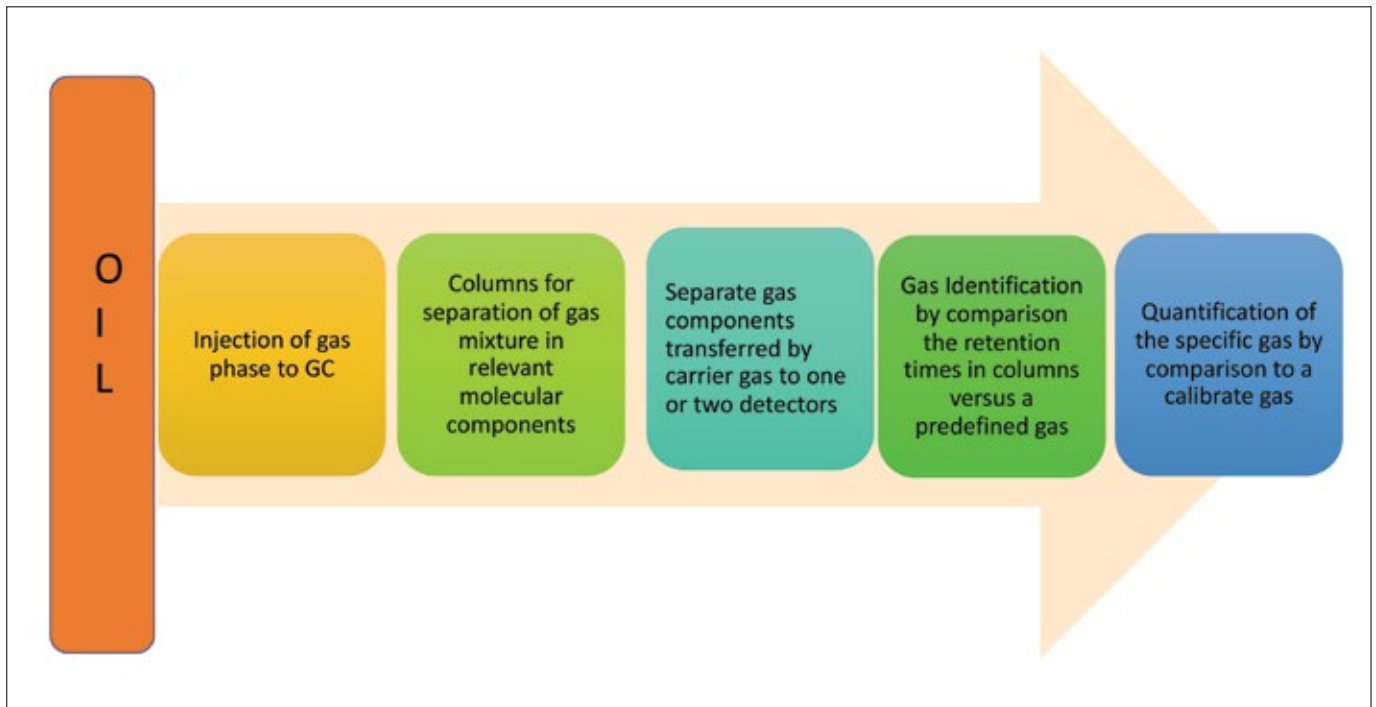 O
I
L
Injection of gas
phase to GC
Columns for
separation of gas
mixture in
relevant
molecular
components
Separate gas
components
transferred by
carrier gas to one
or two detectors
Gas Identification
by comparison
the retention
times in columns
versus a
predefined gas
Quantification of
the specific gas by
comparison to a
calibrate gas